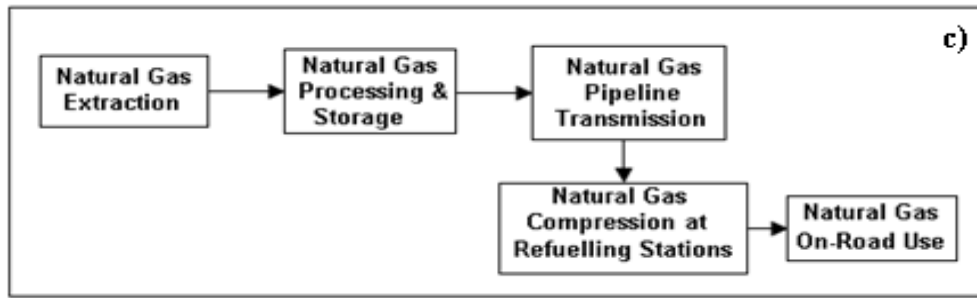 c)
Natural Gas
Extraction
Natural Gas
Processing &
Storage
Natural Gas
Pipeline
Transmission
Natural Gas
Compression at
Refuelling Stations
Natural Gas
On-Road Use